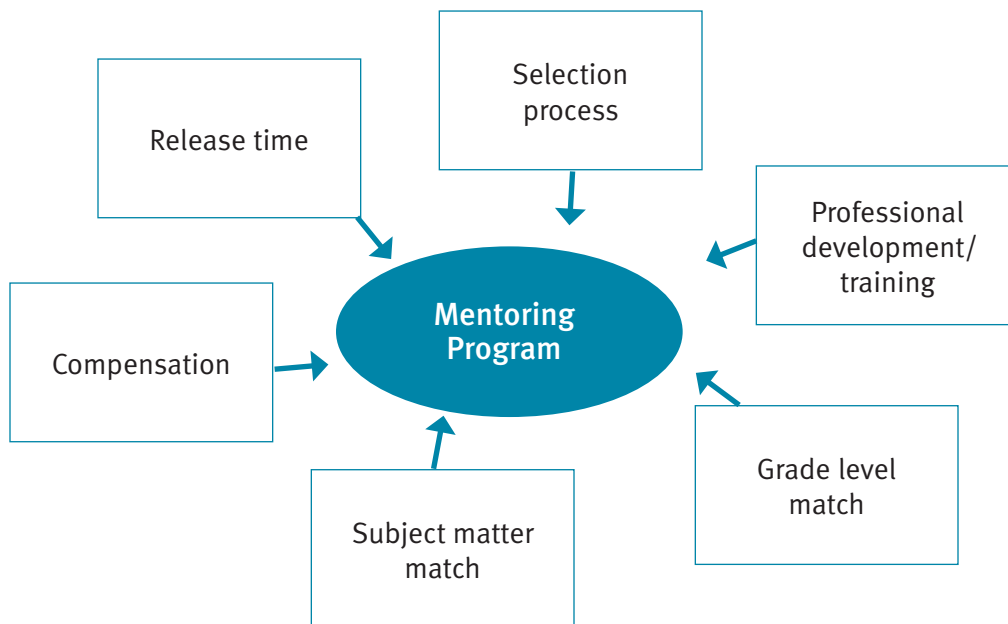 Selection
process
Release time
Professional
development/
training
Mentoring
Program
Compensation
Grade level
match
Subject matter
match